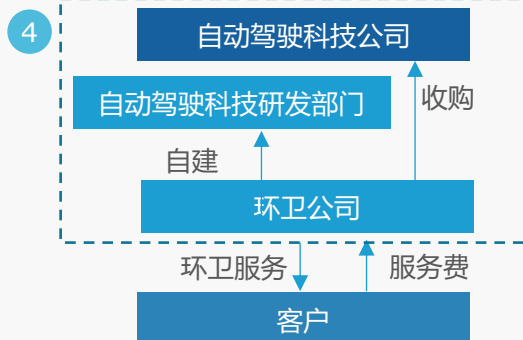 4
自动驾驶科技公司
自动驾驶科技研发部门
收购
自建
环卫公司
环卫服务
服务费
客户